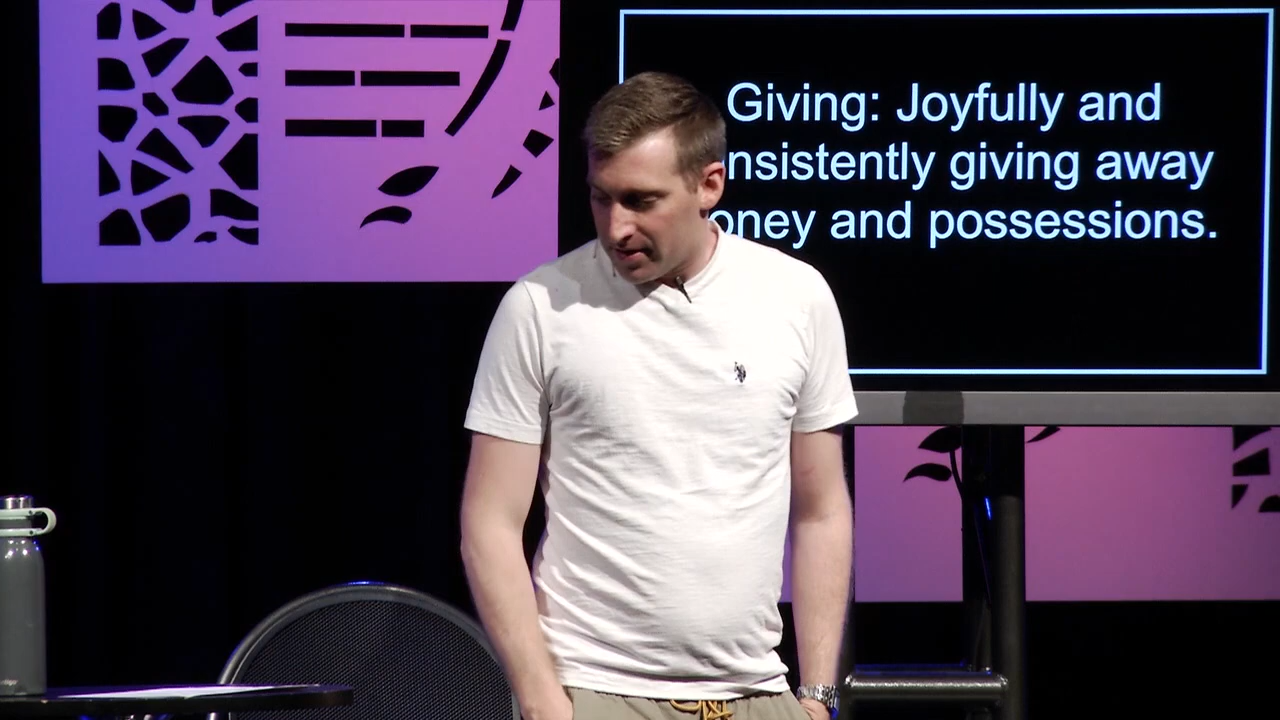 Giving: Joyfully and
nsistently giving away
oney and possessions.